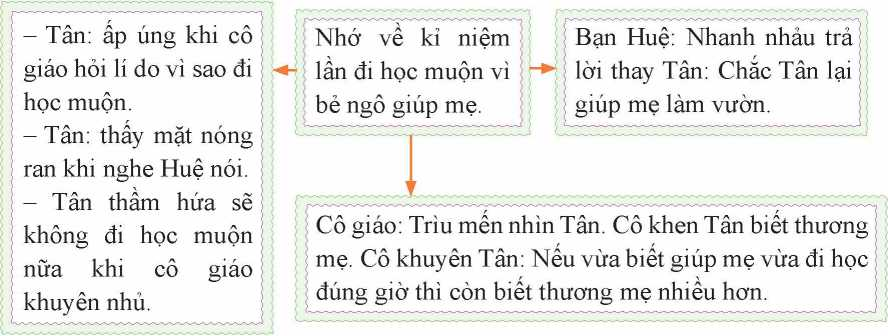 – Tân: ấp úng khi cô
giáo hỏi lí do vì sao đi
học muộn.
– Tân: thấy mặt nóng
ran khi nghe Huệ nói.
– Tân thầm hứa sẽ
không đi học muộn
nữa khi cô giáo
khuyên nhủ.
Nhớ về kỉ niệm
lần đi học muộn vì
bẻ ngô giúp mẹ.
Bạn Huệ: Nhanh nhảu trả
lời thay Tân: Chắc Tân lại
giúp mẹ làm vườn.
Cô giáo: Trìu mến nhìn Tân. Cô khen Tân biết thương
mẹ. Cô khuyên Tân: Nếu vừa biết giúp mẹ vừa đi học
đúng giờ thì còn biết thương mẹ nhiều hơn.